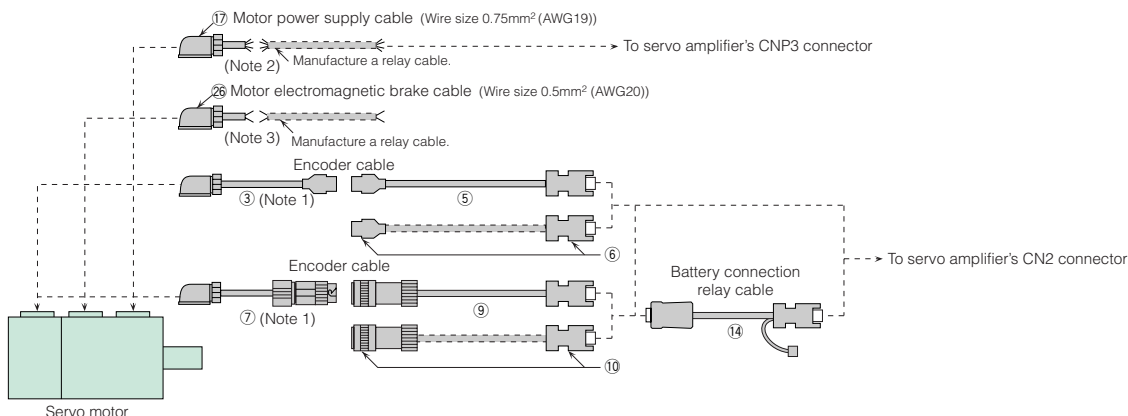 ⑰ Motor power supply cable (Wire size 0.75mm² (AWG19))
(Note 2)
Manufacture a relay cable.
To servo amplifier's CNP3 connector
㉖ Motor electromagnetic brake cable (Wire size 0.5mm² (AWG20))
(Note 3)
Manufacture a relay cable.
Encoder cable
③ (Note 1)
⑤
⑥
Encoder cable
⑦ (Note 1)
⑨
⑩
Battery connection
relay cable
⑭
To servo amplifier's CN2 connector
Servo motor